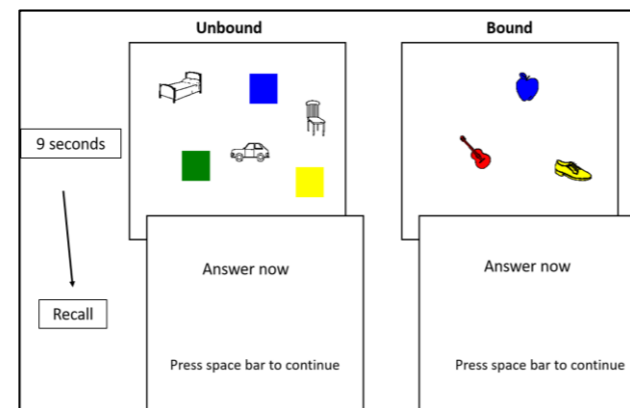 Unbound
Bound
9 seconds
Answer now
Answer now
Recall
Press space bar to continue
Press space bar to continue